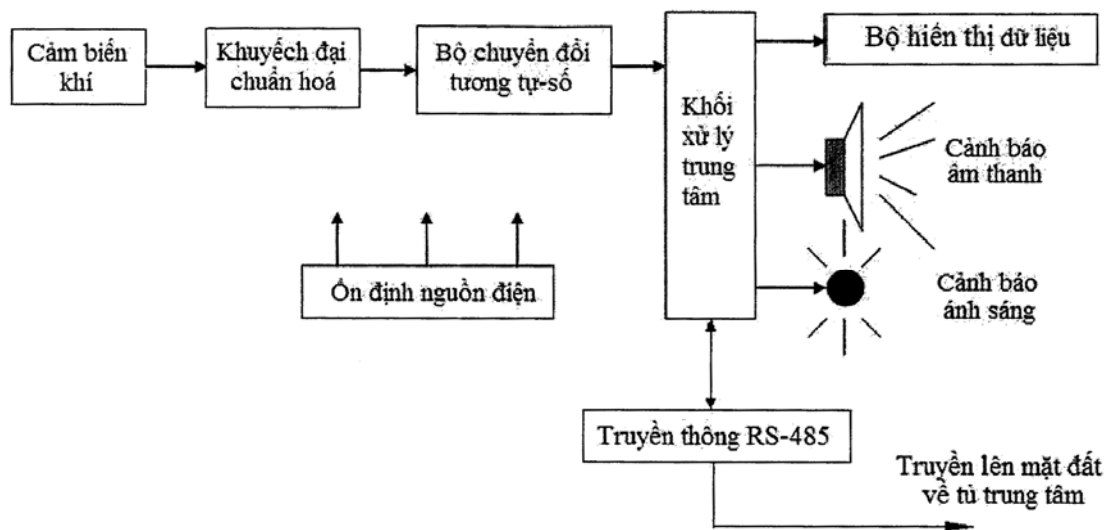 Cảm biến
khí
Khuyếch đại
chuẩn hoá
Bộ chuyển đổi
tương tự-số
Khối
xử lý
trung
tâm
Bộ hiển thị dữ liệu
Cảnh báo
âm thanh
Cảnh báo
ánh sáng
Ổn định nguồn điện
Truyền thông RS-485
Truyền lên mặt đất
về tủ trung tâm